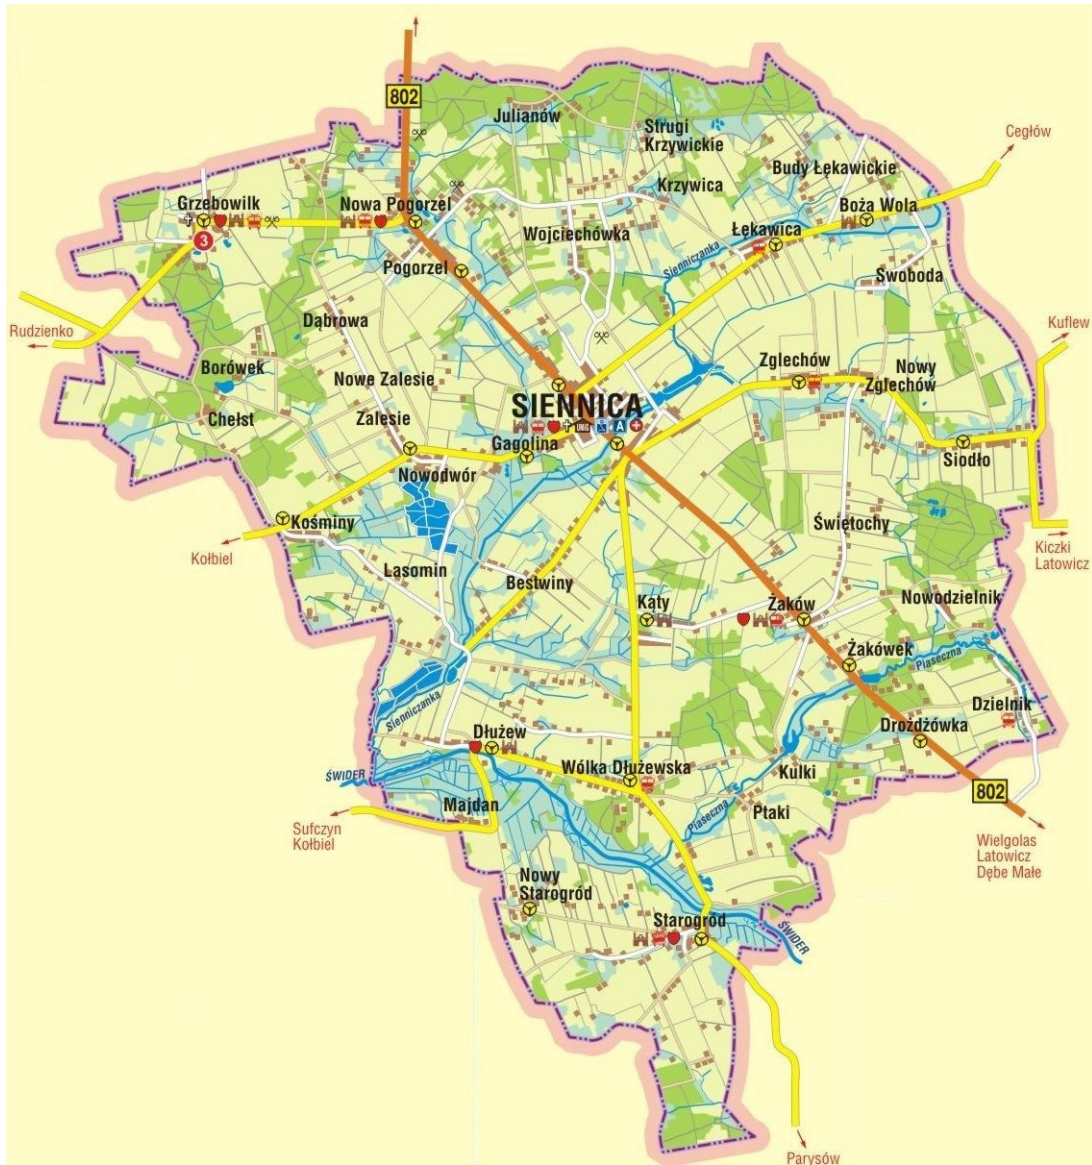 802
Julianów
Strugi
Krzywickie
Cegłów
Budy Łękawickie
Krzywica
Grzebowilk
Nowa Pogorzel
Boża Wola
3
Wojciechówka
Łękawica
Sienniczanka
Pogorzel
Swoboda
Dąbrowa
Rudzienko
Kuflew
Borówek
Zglechów
Nowy
Zglechów
Nowe Zalesie
Chełst
SIENNICA
Zalesie
UMIG
A
Gagolina
Siodło
Nowodwór
Kośminy
Świętochy
Kołbiel
Kiczki
Latowicz
Lasomin
Bestwiny
Kąty
Żaków
Nowodzielnik
Żakówek
Piaseczna
Sienniczanka
Dzielnik
Dłużew
Drozdżówka
Wólka Dłużewska
Kulki
ŚWIDER
802
Majdan
Ptaki
Piaseczna
Sufczyn
Kołbiel
Wielgolas
Latowicz
Dębe Małe
Nowy
Starogród
Starogród
ŚWIDER
Parysów